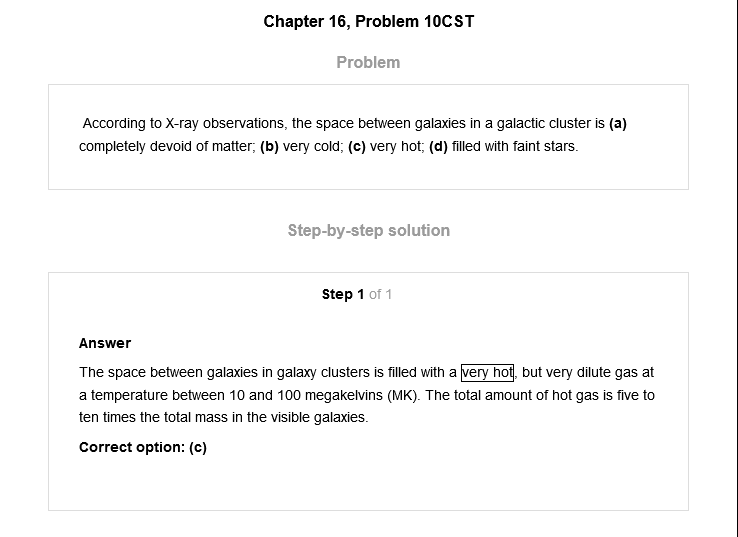 Chapter 16, Problem 10CST
Problem
According to X-ray observations, the space between galaxies in a galactic cluster is (a)
completely devoid of matter; (b) very cold; (c) very hot; (d) filled with faint stars.
Step-by-step solution
Step 1 of 1
Answer
The space between galaxies in galaxy clusters is filled with a very hot, but very dilute gas at
a temperature between 10 and 100 megakelvins (MK). The total amount of hot gas is five to
ten times the total mass in the visible galaxies.
Correct option: (c)